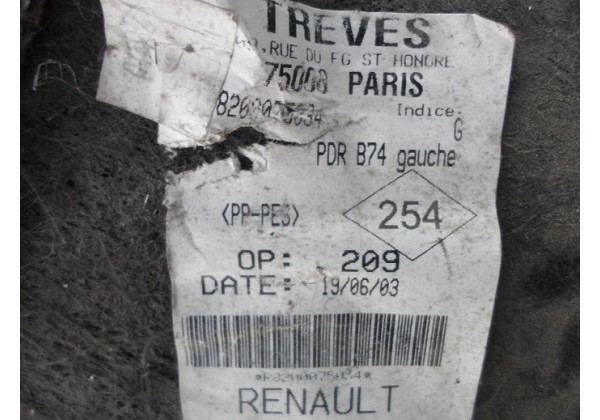 TREVES
RUE DU FG ST HONORE
75008 PARIS
Indice:
G
PDR B74 gauche
<PP-PES>
254
OP: 209
DATE: 19/06/03
RENAULT